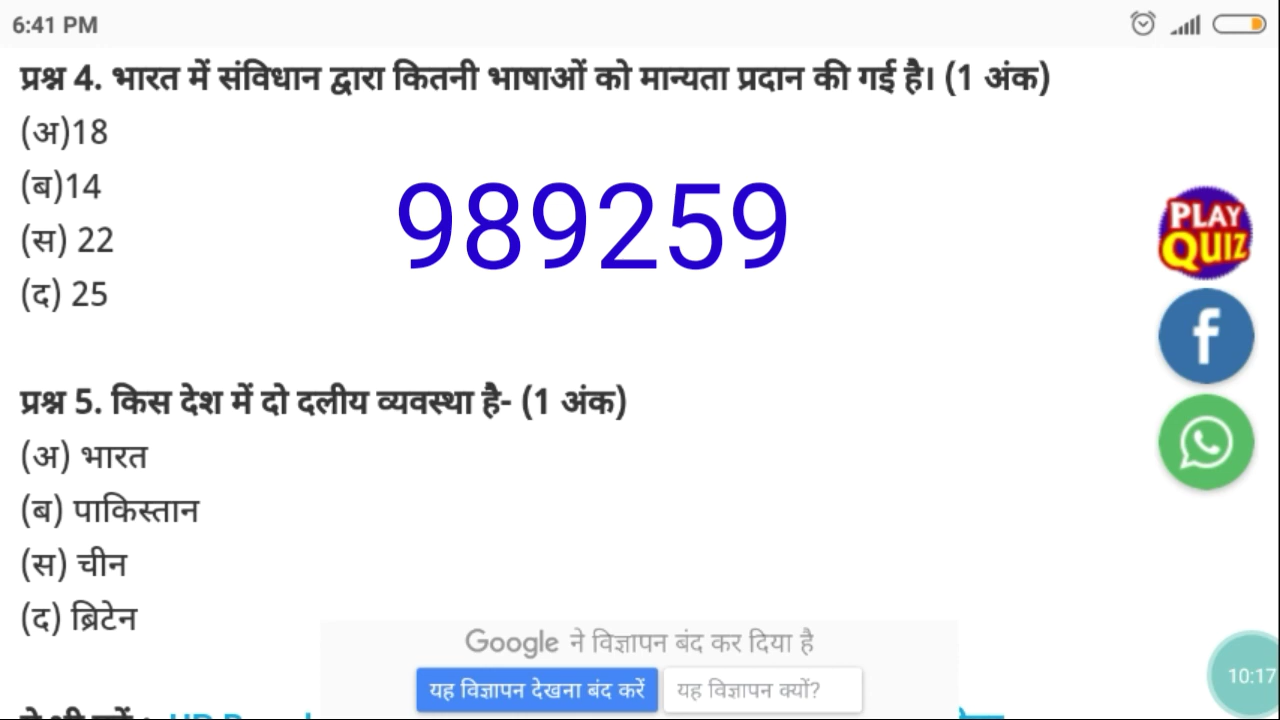 6:41 PM
प्रश्न 4. भारत में संविधान द्वारा कितनी भाषाओं को मान्यता प्रदान की गई है। (1 अंक)
(अ)18
(ब)14
(स) 22
(द) 25
989259
PLAY
QUIZ
f
प्रश्न 5. किस देश में दो दलीय व्यवस्था है- (1 अंक)
(अ) भारत
(ब) पाकिस्तान
(स) चीन
(द) ब्रिटेन
Google ने विज्ञापन बंद कर दिया है
यह विज्ञापन देखना बंद करें
यह विज्ञापन क्यों?
10:17